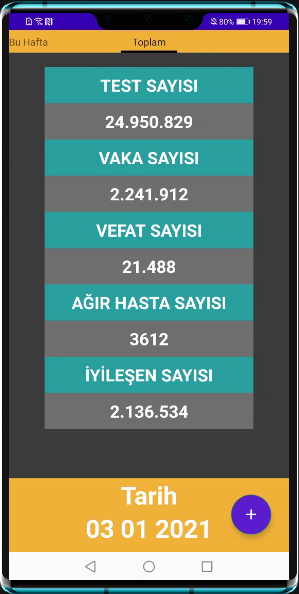 80% 19:59
Bu Hafta Toplam
TEST SAYISI
24.950.829
VAKA SAYISI
2.241.912
VEFAT SAYISI
21.488
AĞIR HASTA SAYISI
3612
İYİLEŞEN SAYISI
2.136.534
Tarih
03 01 2021
+